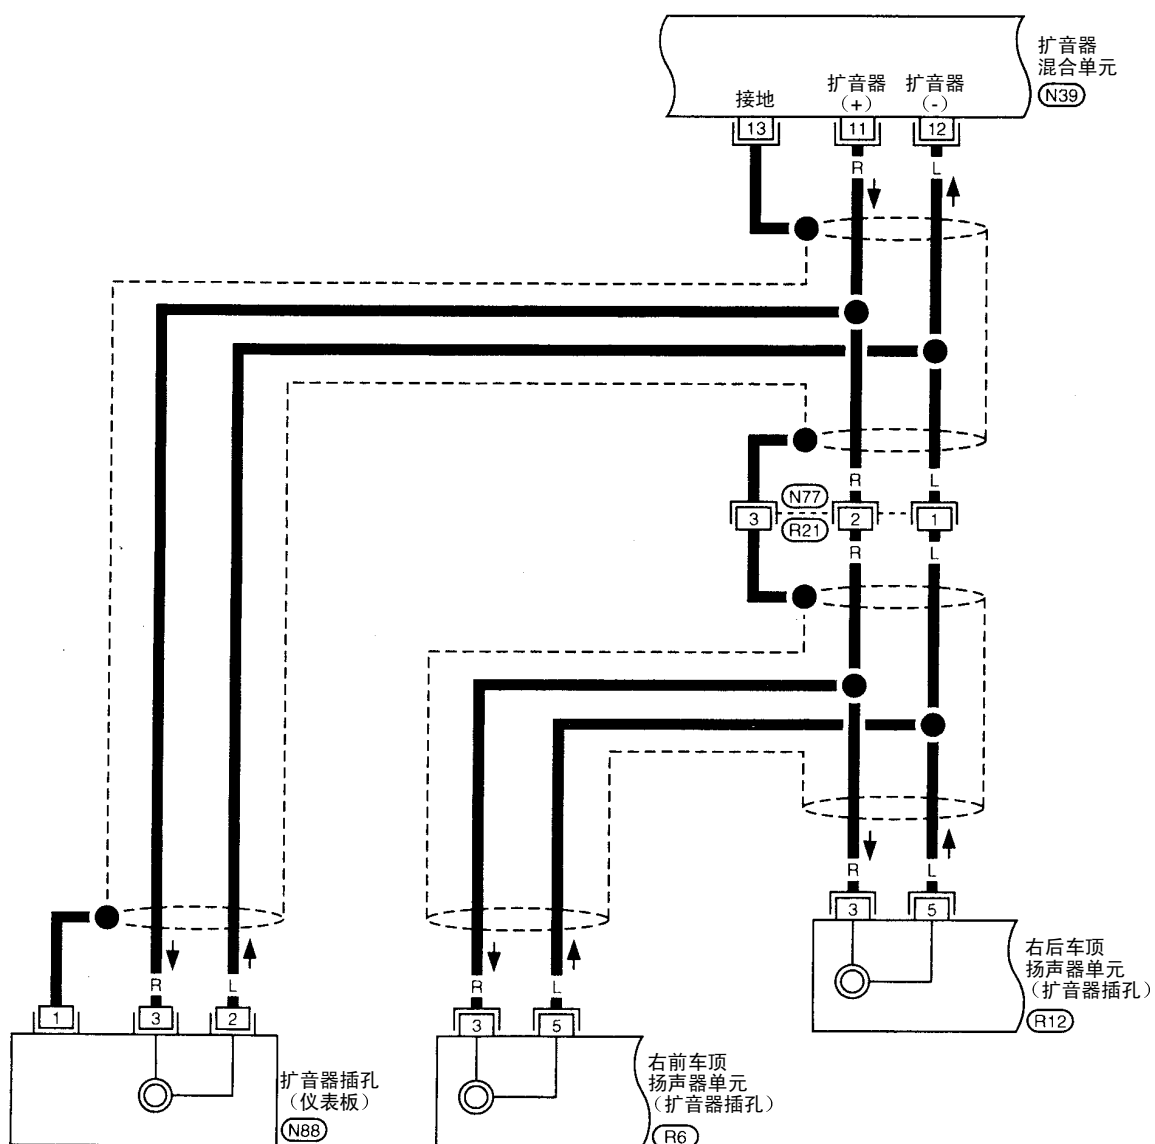 扩音器
混合单元
N39
接地
扩音器
(+)
扩音器
(-)
13
11
12
R
L
R
L
N77
3
2
1
R21
R
L
R
L
3
5
右后车顶
扬声器单元
（扩音器插孔）
R12
R
L
R
L
1
3
2
3
5
扩音器插孔
（仪表板）
N88
右前车顶
扬声器单元
（扩音器插孔）
R6